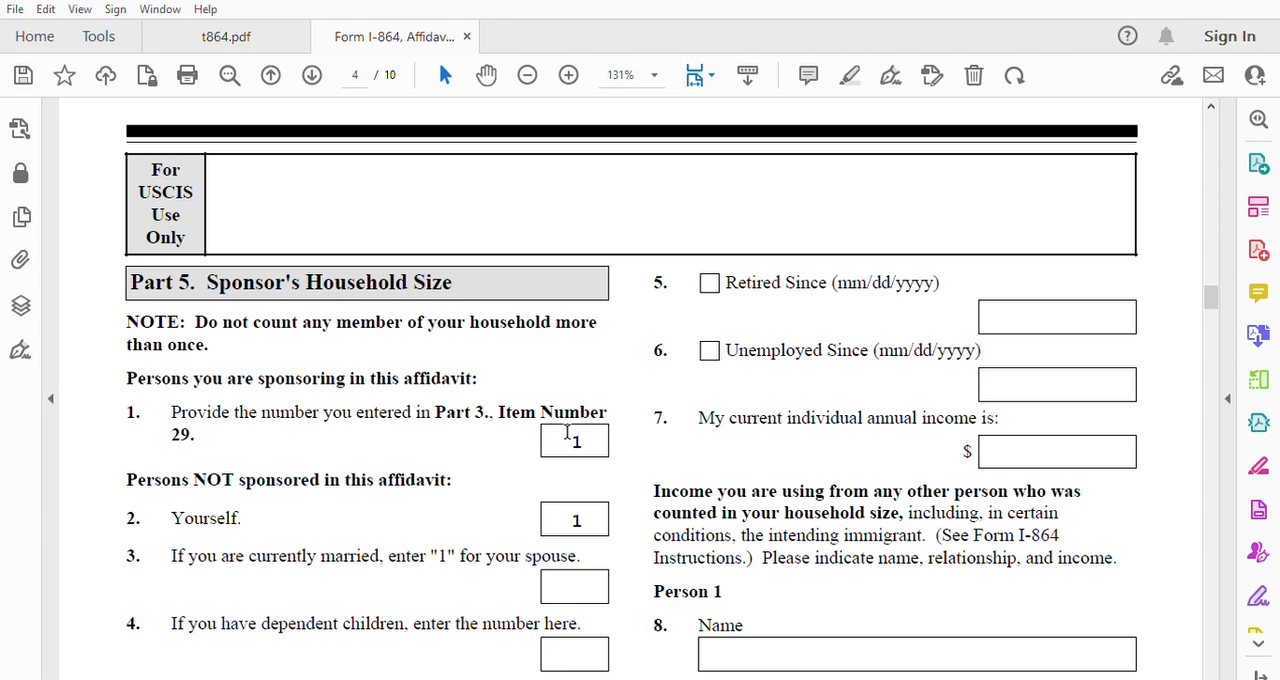 File Edit View Sign Window Help
Home Tools t864.pdf Form I-864, Affidav... × Sign In
4 / 10 131%
For
USCIS
Use
Only
Part 5. Sponsor's Household Size
NOTE: Do not count any member of your household more
than once.
Persons you are sponsoring in this affidavit:
1. Provide the number you entered in Part 3., Item Number
29.
1
Persons NOT sponsored in this affidavit:
2. Yourself. 1
3. If you are currently married, enter "1" for your spouse.
4. If you have dependent children, enter the number here.
5. Retired Since (mm/dd/yyyy)
6. Unemployed Since (mm/dd/yyyy)
7. My current individual annual income is:
$
Income you are using from any other person who was
counted in your household size, including, in certain
conditions, the intending immigrant. (See Form I-864
Instructions.) Please indicate name, relationship, and income.
Person 1
8. Name